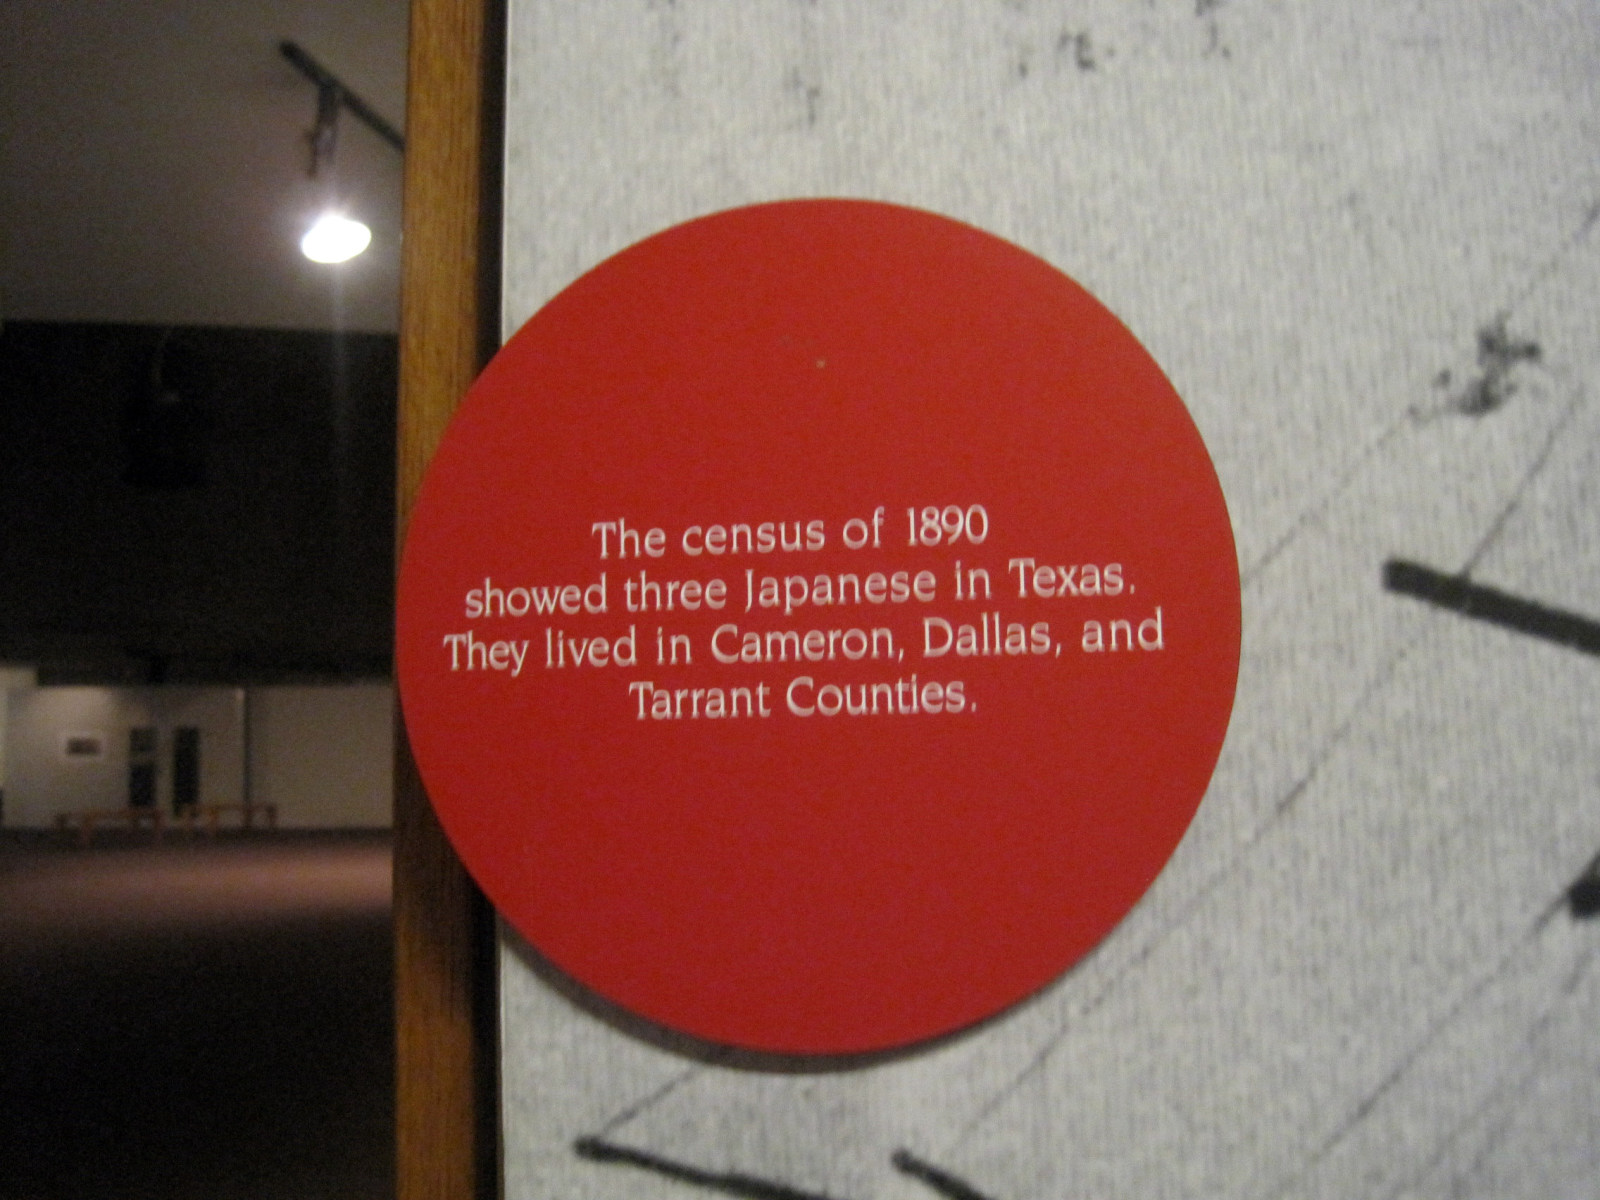 The census of 1890
showed three Japanese in Texas.
They lived in Cameron, Dallas, and
Tarrant Counties.